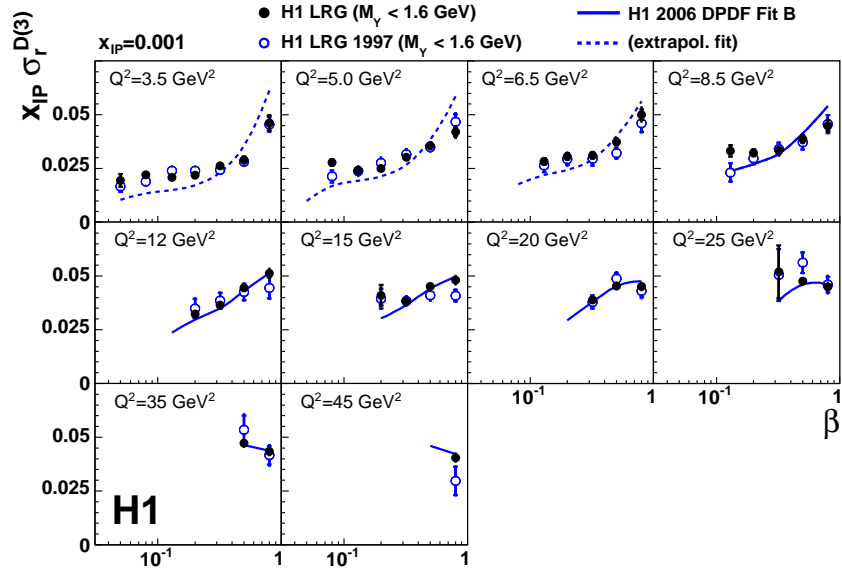 H1 LRG (M_Y < 1.6 GeV)
H1 2006 DPDF Fit B
x_IP=0.001
H1 LRG 1997 (M_Y < 1.6 GeV)
(extrapol. fit)
x_IP σ_r^D(3)
Q²=3.5 GeV²
Q²=5.0 GeV²
Q²=6.5 GeV²
Q²=8.5 GeV²
0.05
0.025
0
Q²=12 GeV²
Q²=15 GeV²
Q²=20 GeV²
Q²=25 GeV²
0.05
0.025
0
10⁻¹
1
10⁻¹
1
β
Q²=35 GeV²
Q²=45 GeV²
0.05
0.025
0
H1
10⁻¹
1
10⁻¹
1